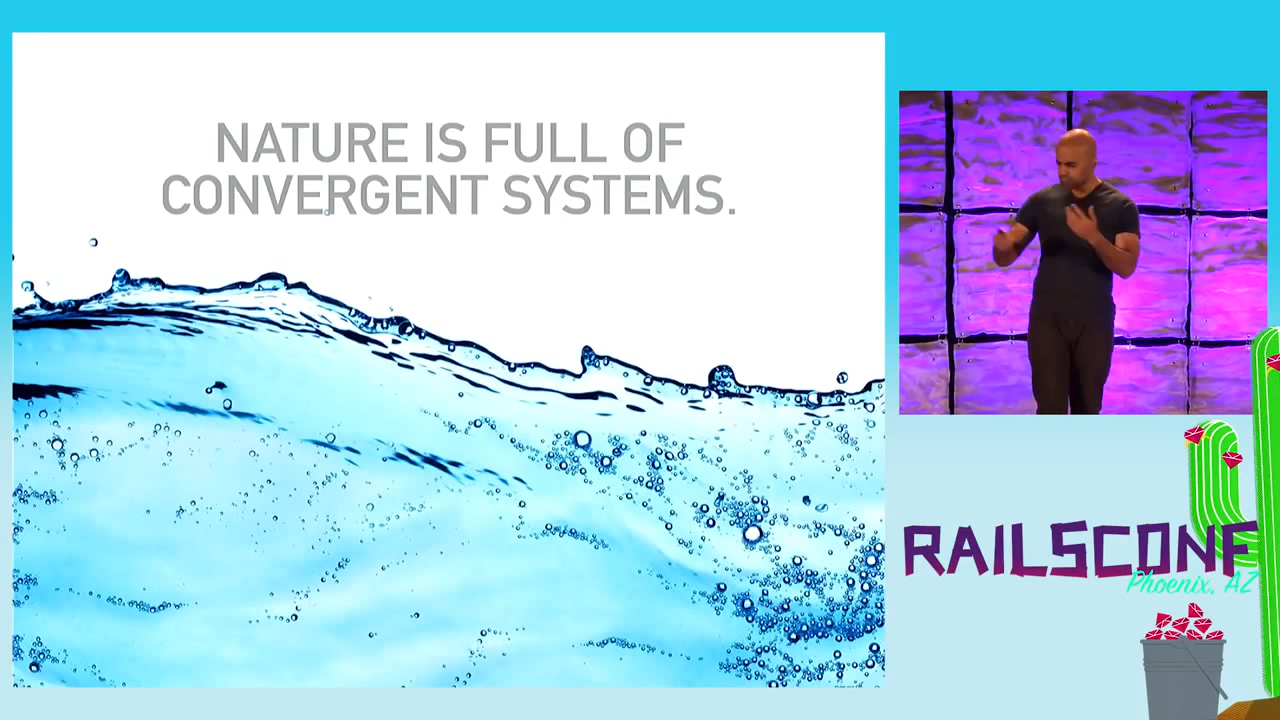 NATURE IS FULL OF
CONVERGENT SYSTEMS.
RAILSCONF
Phoenix, AZ